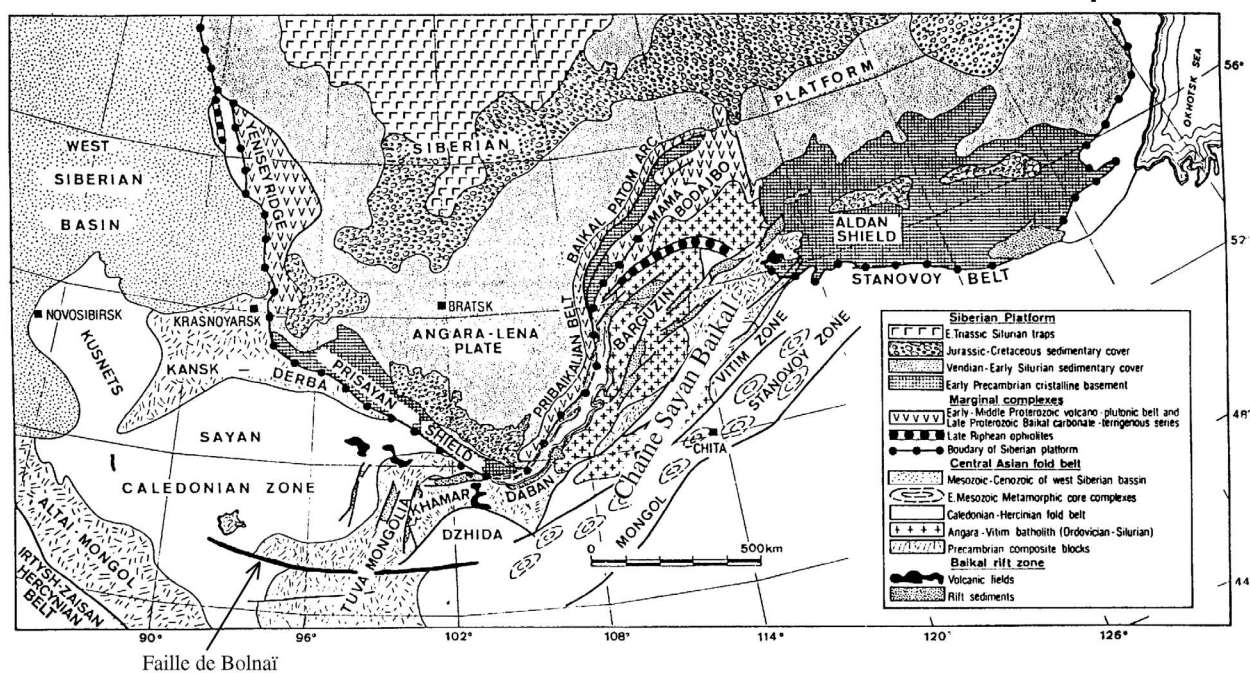 WEST
SIBERIAN
BASIN
YENISEY RIDGE
SIBERIAN
PLATFORM
OKHOTSK SEA
56°
52°
48°
44
ALDAN
SHIELD
STANOVOY BELT
BAIKAL PATOM ARC
MAMA
BODAJBO
NOVOSIBIRSK
KUSNETS
KRASNOYARSK
KANSK
BRATSK
ANGARA-LENA
PLATE
PRIBAIKALIAN BELT
BARGUZIN
Chaîne Sayan Baikal
VITIM ZONE
STANOVOY ZONE
DERBA
PRISAYAN
SHIELD
SAYAN
CALEDONIAN ZONE
CHITA
KHAMAR
DABAN
DZHIDA
MONGOL
TUVA MONGOLIA
ALTAI-MONGOL
IRTYSH-ZAISAN
HERCYNIAN
BELT
0
500km
Siberian Platform
E.Triassic Silurian traps
Jurassic-Cretaceous sedimentary cover
Vendian-Early Silurian sedimentary cover
Early Precambrian cristalline basement
Marginal complexes
Early-Middle Proterozoic volcano-plutonic belt and
Late Proterozoic Baikal carbonate-terrigenous series
Late Riphean ophiolites
Boudary of Siberian platform
Central Asian fold belt
Mesozoic-Cenozoic of west Siberian bassin
E.Mesozoic Metamorphic core complexes
Caledonian-Hercinian fold belt
Angara-Vitim batholith (Ordovician-Silurian)
Precambrian composite blocks
Baikal rift zone
Volcanic fields
Rift sediments
90°
96°
102°
108°
114°
120°
126°
Faille de Bolnaï